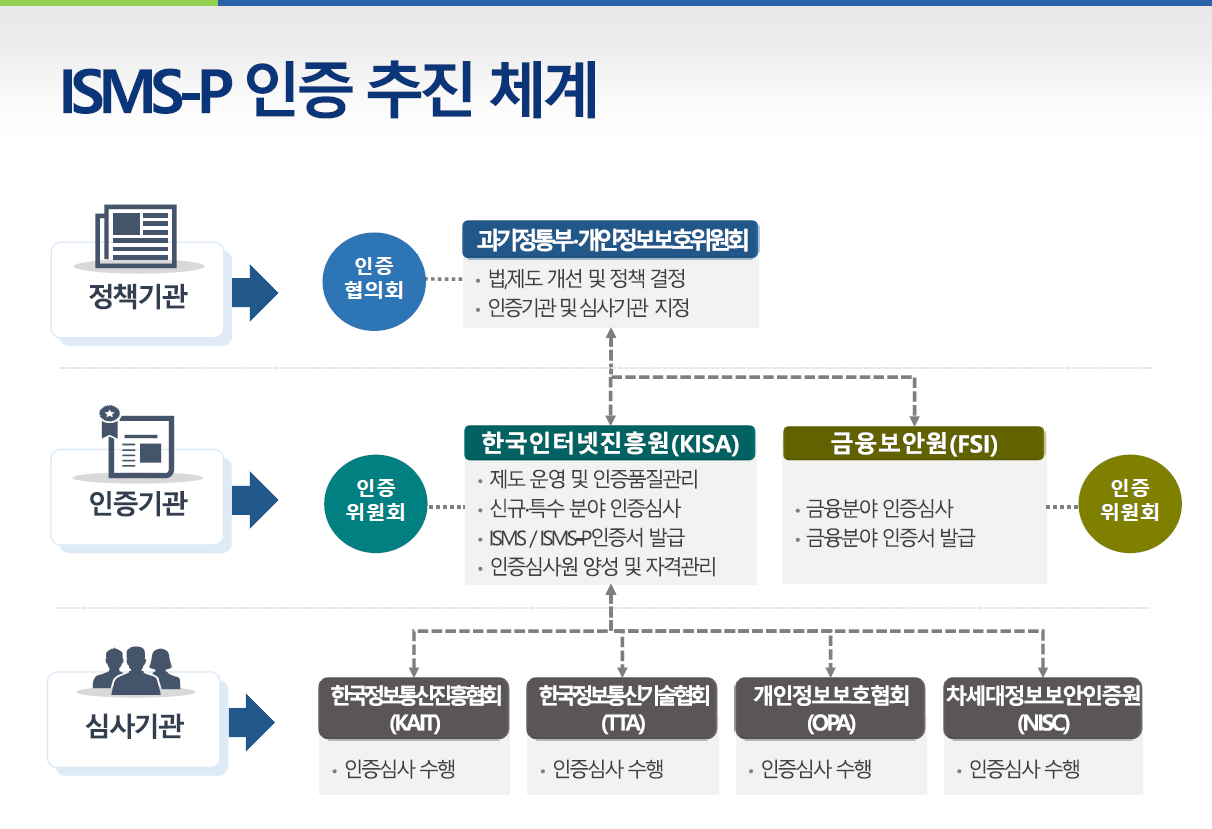 ISMS-P 인증 추진 체계
정책기관
인증
협의회
과기정통부·개인정보보호위원회
· 법,제도 개선 및 정책 결정
· 인증기관 및 심사기관 지정
인증기관
인증
위원회
한국인터넷진흥원(KISA)
· 제도 운영 및 인증품질관리
· 신규·특수 분야 인증심사
· ISMS / ISMS-P인증서 발급
· 인증심사원 양성 및 자격관리
금융보안원(FSI)
· 금융분야 인증심사
· 금융분야 인증서 발급
인증
위원회
심사기관
한국정보통신진흥협회
(KAIT)
· 인증심사 수행
한국정보통신기술협회
(TTA)
· 인증심사 수행
개인정보보호협회
(OPA)
· 인증심사 수행
차세대정보보안인증원
(NISC)
· 인증심사 수행